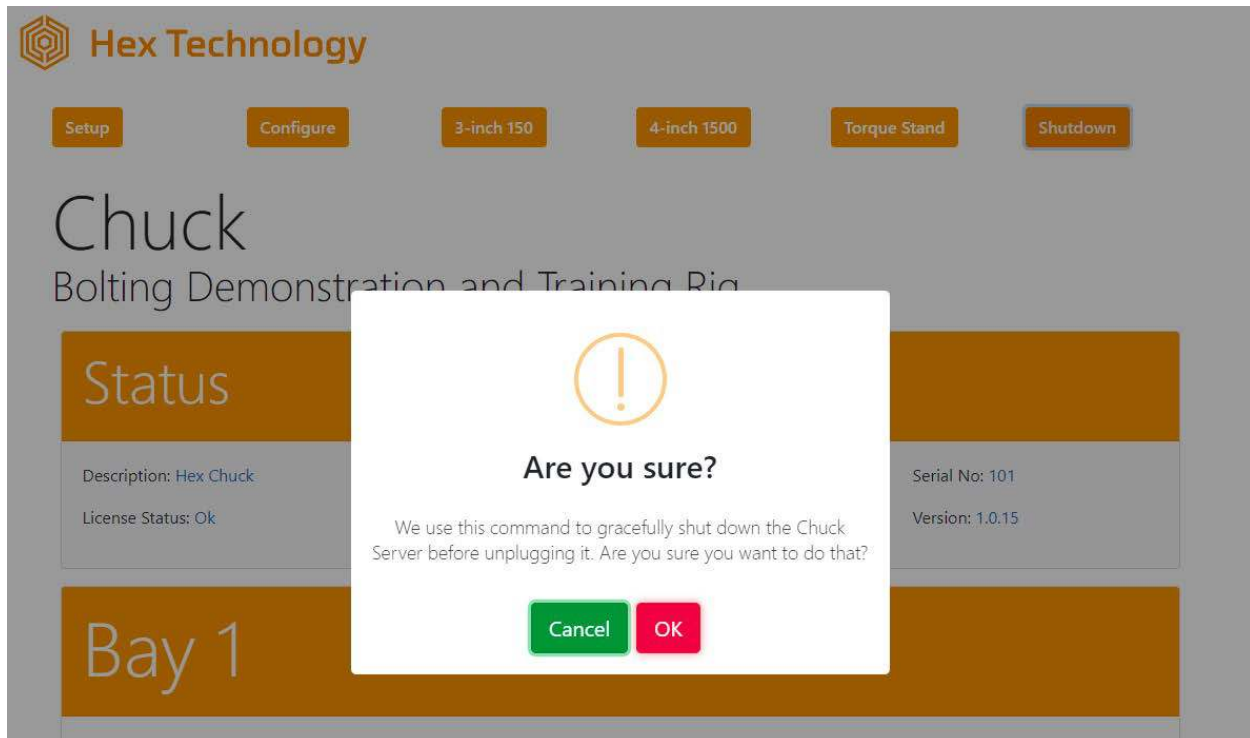 Hex Technology
Setup
Configure
3-inch 150
4-inch 1500
Torque Stand
Shutdown
Chuck
Bolting Demonstration and Training Rig
Status
Description: Hex Chuck
Serial No: 101
License Status: Ok
Version: 1.0.15
Are you sure?
We use this command to gracefully shut down the Chuck
Server before unplugging it. Are you sure you want to do that?
Cancel
OK
Bay 1